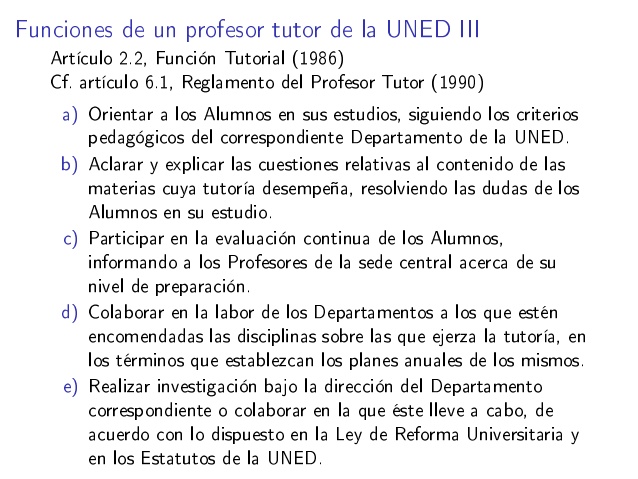 Funciones de un profesor tutor de la UNED III
Artículo 2.2, Función Tutorial (1986)
Cf. artículo 6.1, Reglamento del Profesor Tutor (1990)
a) Orientar a los Alumnos en sus estudios, siguiendo los criterios
pedagógicos del correspondiente Departamento de la UNED.
b) Aclarar y explicar las cuestiones relativas al contenido de las
materias cuya tutoría desempeña, resolviendo las dudas de los
Alumnos en su estudio.
c) Participar en la evaluación continua de los Alumnos,
informando a los Profesores de la sede central acerca de su
nivel de preparación.
d) Colaborar en la labor de los Departamentos a los que estén
encomendadas las disciplinas sobre las que ejerza la tutoría, en
los términos que establezcan los planes anuales de los mismos.
e) Realizar investigación bajo la dirección del Departamento
correspondiente o colaborar en la que éste lleve a cabo, de
acuerdo con lo dispuesto en la Ley de Reforma Universitaria y
en los Estatutos de la UNED.